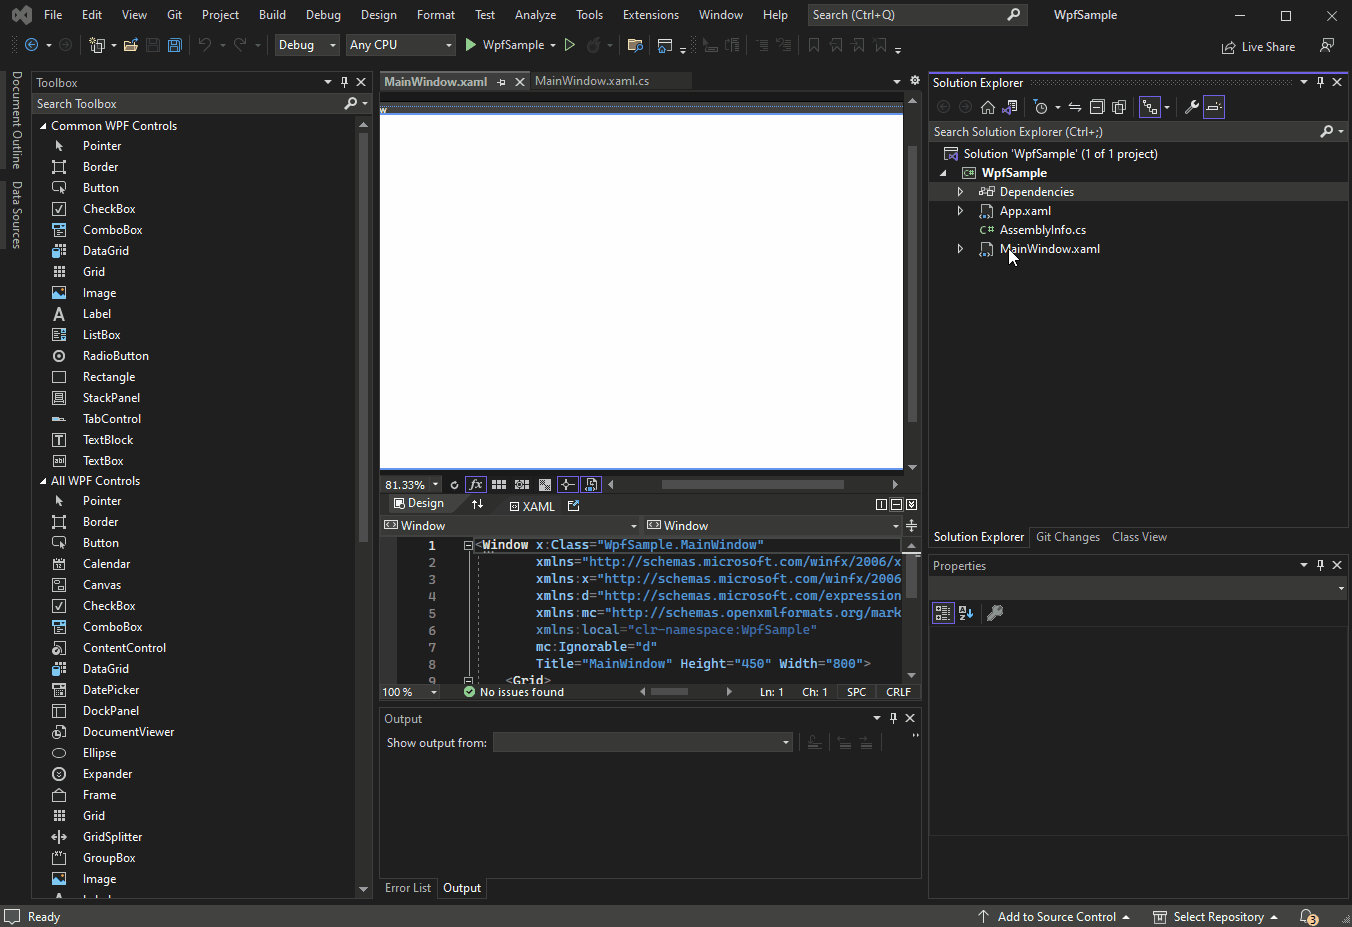 File Edit View Git Project Build Debug Design Format Test Analyze Tools Extensions Window Help Search (Ctrl+Q) WpfSample
Debug Any CPU WpfSample Live Share
Document Outline
Data Sources
Toolbox
Search Toolbox
Common WPF Controls
Pointer
Border
Button
CheckBox
ComboBox
DataGrid
Grid
Image
Label
ListBox
RadioButton
Rectangle
StackPanel
TabControl
TextBlock
TextBox
All WPF Controls
Pointer
Border
Button
Calendar
Canvas
CheckBox
ComboBox
ContentControl
DataGrid
DatePicker
DockPanel
DocumentViewer
Ellipse
Expander
Frame
Grid
GridSplitter
GroupBox
Image
MainWindow.xaml MainWindow.xaml.cs
w
81.33%
Design XAML
Window Window
1 <Window x:Class="WpfSample.MainWindow"
2 xmlns="http://schemas.microsoft.com/winfx/2006/x
3 xmlns:x="http://schemas.microsoft.com/winfx/2006
4 xmlns:d="http://schemas.microsoft.com/expression
5 xmlns:mc="http://schemas.openxmlformats.org/mark
6 xmlns:local="clr-namespace:WpfSample"
7 mc:Ignorable="d"
8 Title="MainWindow" Height="450" Width="800">
9 <Grid>
100 % No issues found Ln: 1 Ch: 1 SPC CRLF
Output
Show output from:
Error List Output
Solution Explorer
Search Solution Explorer (Ctrl+;)
Solution 'WpfSample' (1 of 1 project)
WpfSample
Dependencies
App.xaml
C# AssemblyInfo.cs
MainWindow.xaml
Solution Explorer Git Changes Class View
Properties
Ready Add to Source Control Select Repository 3